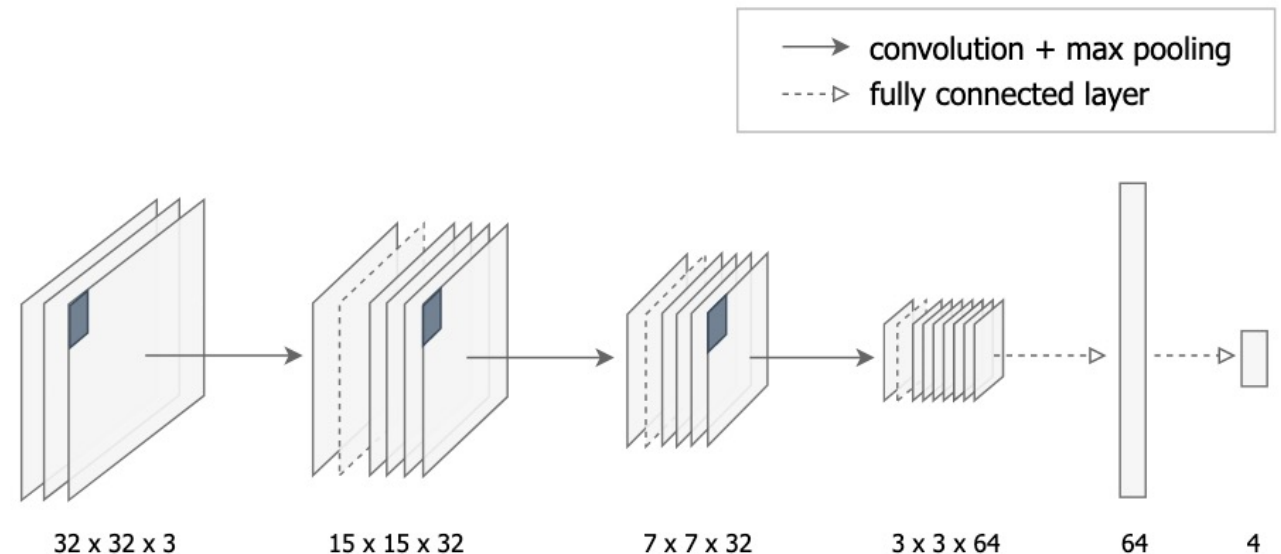 convolution + max pooling
fully connected layer
32 x 32 x 3
15 x 15 x 32
7 x 7 x 32
3 x 3 x 64
64
4